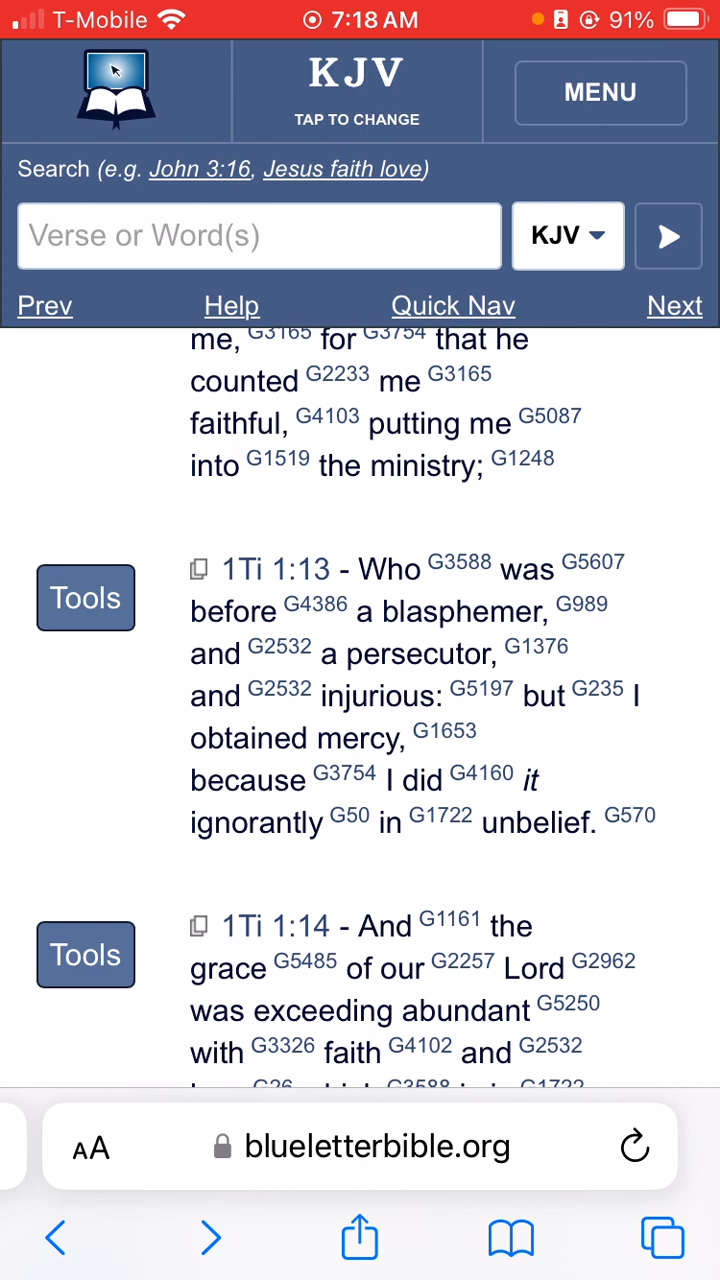 T-Mobile 7:18 AM 91%
KJV
TAP TO CHANGE
MENU
Search (e.g. John 3:16, Jesus faith love)
Verse or Word(s) KJV
Prev Help Quick Nav Next
me, G3165 for G3754 that he
counted G2233 me G3165
faithful, G4103 putting me G5087
into G1519 the ministry; G1248
Tools
1Ti 1:13 - Who G3588 was G5607
before G4386 a blasphemer, G989
and G2532 a persecutor, G1376
and G2532 injurious: G5197 but G235 I
obtained mercy, G1653
because G3754 I did G4160 it
ignorantly G50 in G1722 unbelief. G570
Tools
1Ti 1:14 - And G1161 the
grace G5485 of our G2257 Lord G2962
was exceeding abundant G5250
with G3326 faith G4102 and G2532
G26 G3588 G1722
AA blueletterbible.org